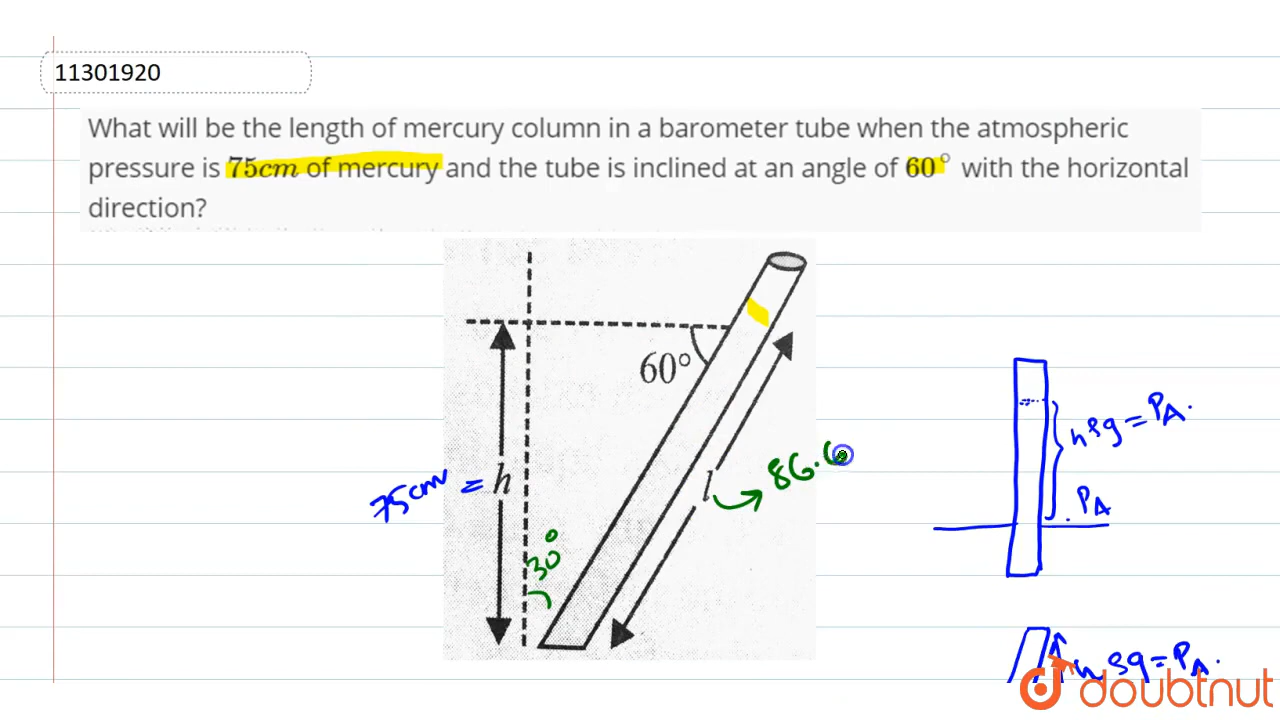 11301920
What will be the length of mercury column in a barometer tube when the atmospheric
pressure is 75cm of mercury and the tube is inclined at an angle of 60° with the horizontal
direction?
60°
hρg = PA.
75cm = h
l
86.6
PA
30°
hρg = PA.
doubtnut